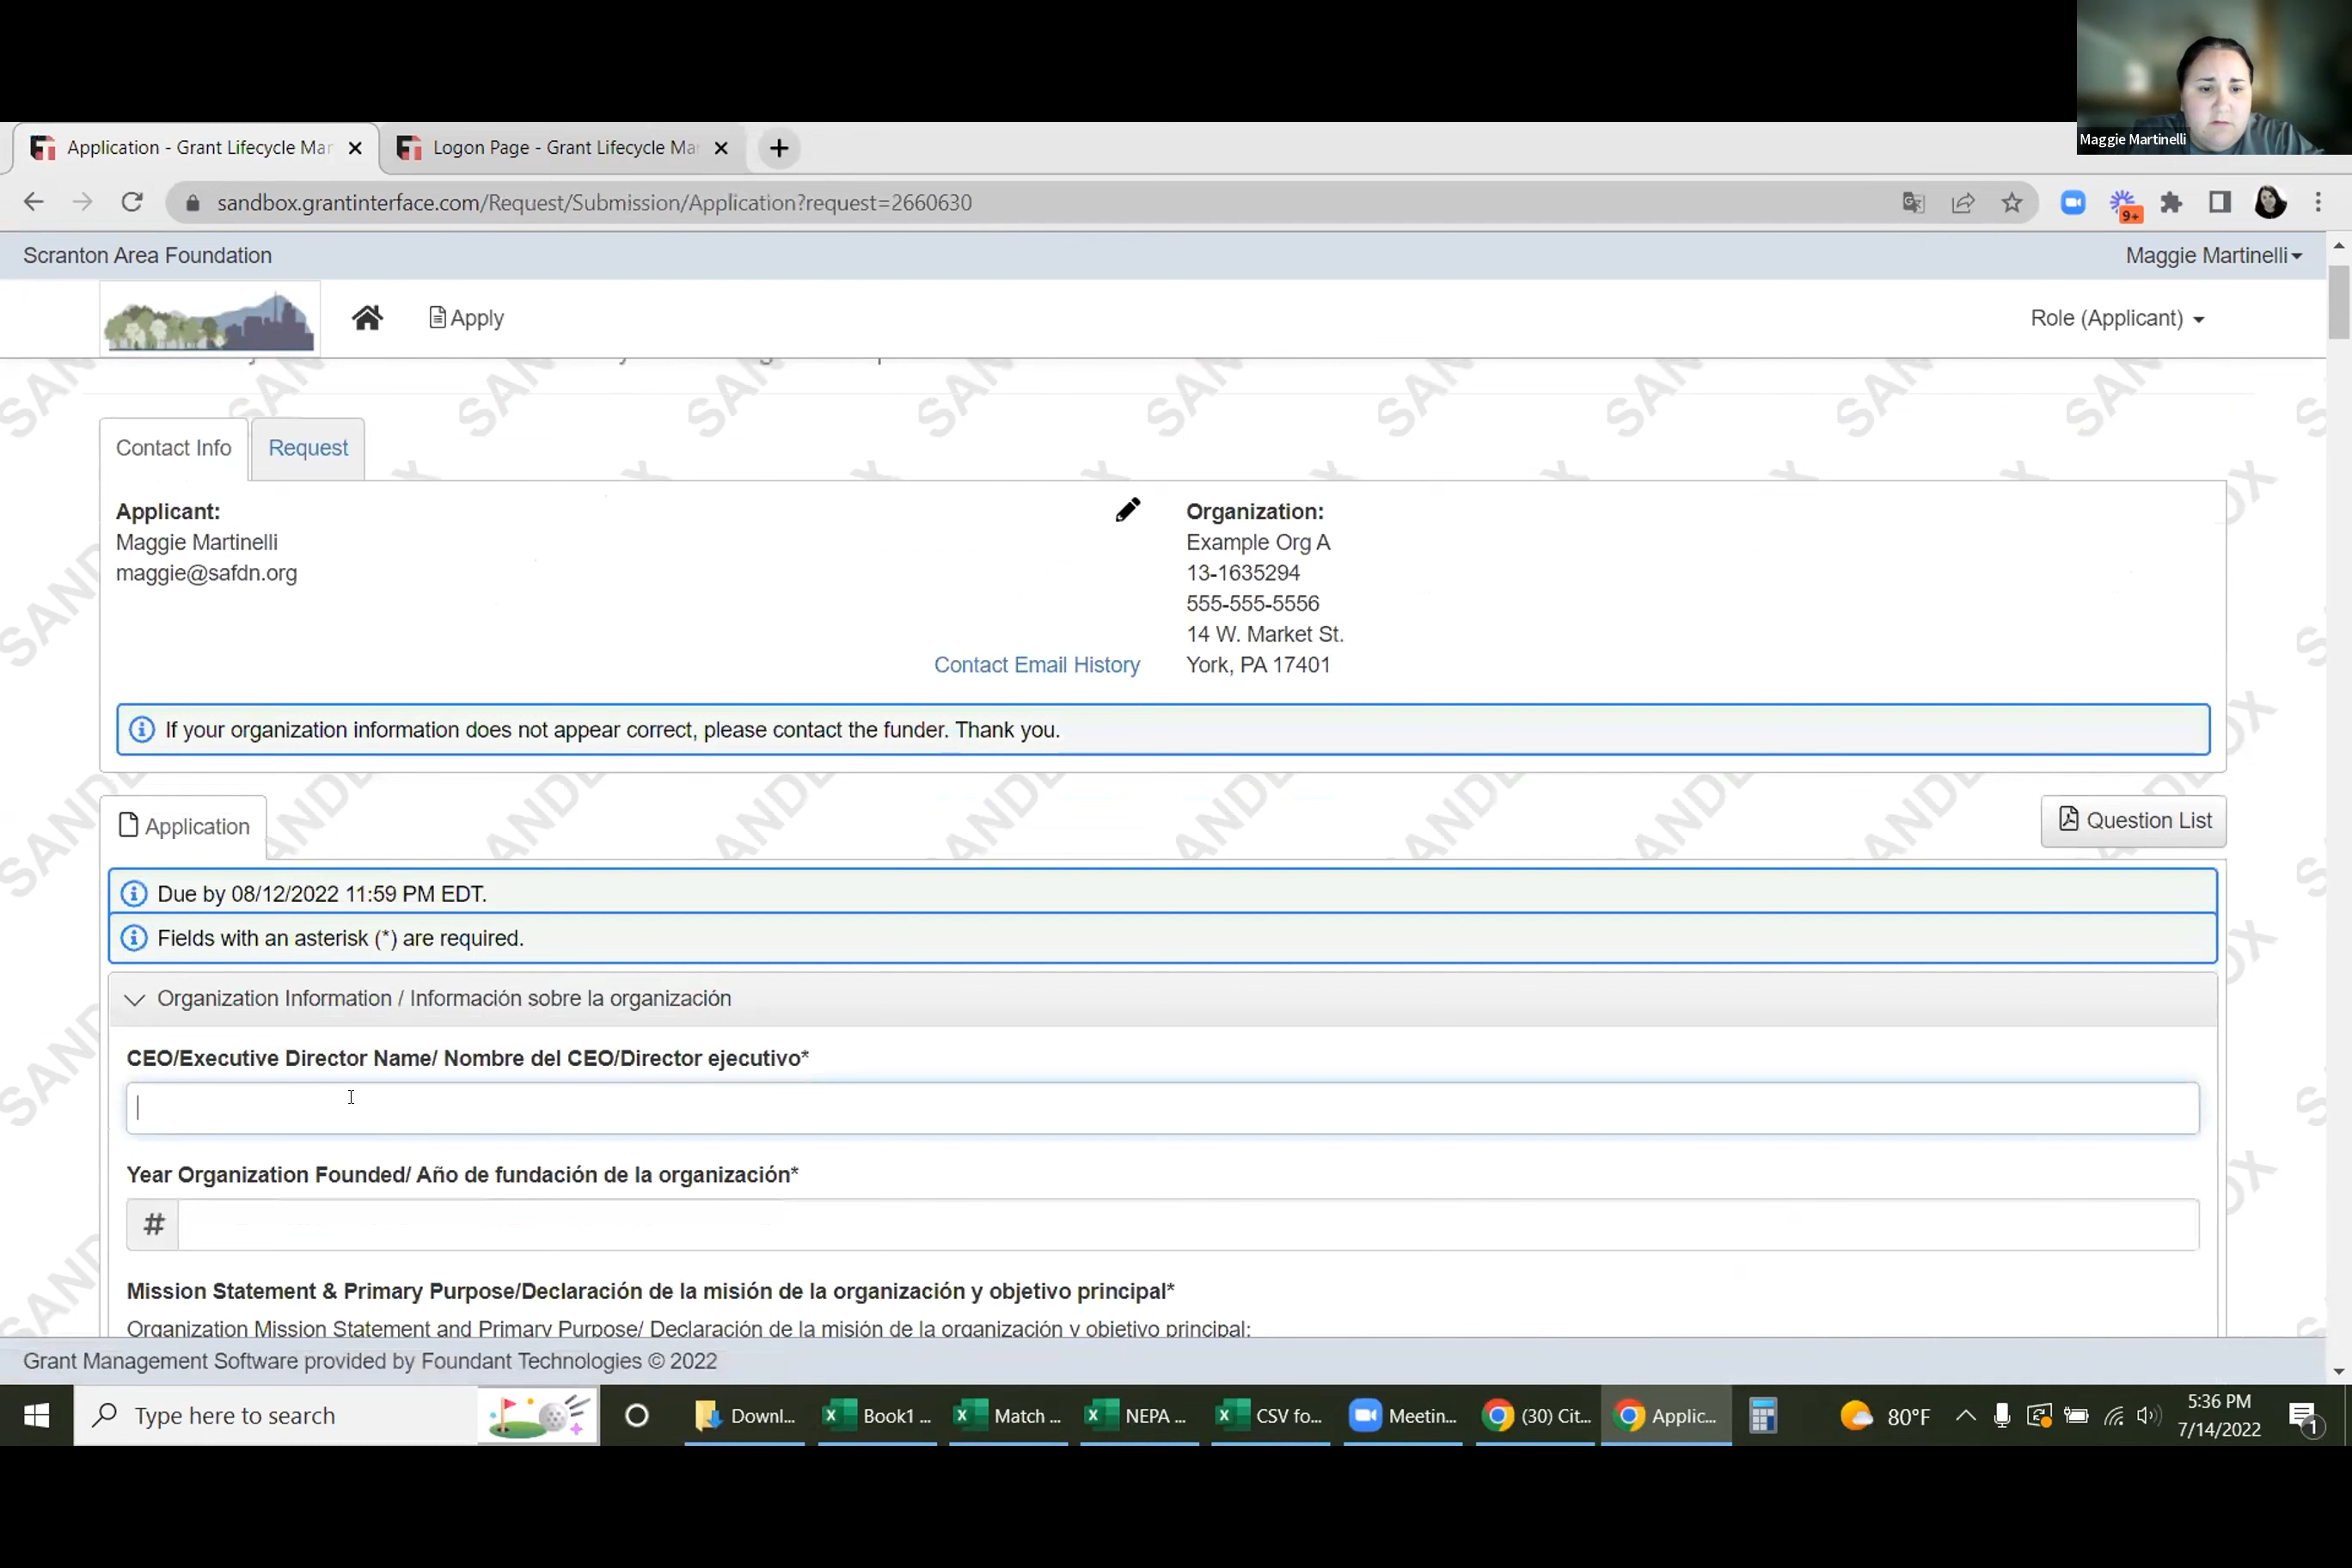 Maggie Martinelli
Application - Grant Lifecycle Mar
Logon Page - Grant Lifecycle Ma
sandbox.grantinterface.com/Request/Submission/Application?request=2660630
9+
Scranton Area Foundation
Maggie Martinelli
Apply
Role (Applicant)
Contact Info
Request
Applicant:
Maggie Martinelli
maggie@safdn.org
Contact Email History
Organization:
Example Org A
13-1635294
555-555-5556
14 W. Market St.
York, PA 17401
If your organization information does not appear correct, please contact the funder. Thank you.
Application
Question List
Due by 08/12/2022 11:59 PM EDT.
Fields with an asterisk (*) are required.
Organization Information / Información sobre la organización
CEO/Executive Director Name/ Nombre del CEO/Director ejecutivo*
Year Organization Founded/ Año de fundación de la organización*
#
Mission Statement & Primary Purpose/Declaración de la misión de la organización y objetivo principal*
Organization Mission Statement and Primary Purpose/ Declaración de la misión de la organización y objetivo principal:
Grant Management Software provided by Foundant Technologies © 2022
Type here to search
Downl...
Book1 ...
Match ...
NEPA ...
CSV fo...
Meetin...
(30) Cit...
Applic...
80°F
5:36 PM
7/14/2022
1